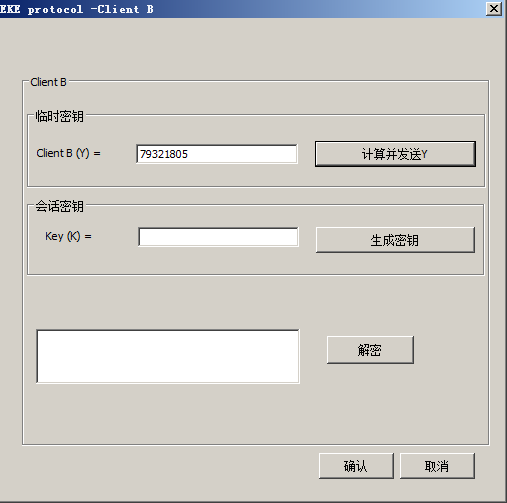 EKE protocol -Client B
Client B
临时密钥
Client B (Y) =
79321805
计算并发送Y
会话密钥
Key (K) =
生成密钥
解密
确认
取消